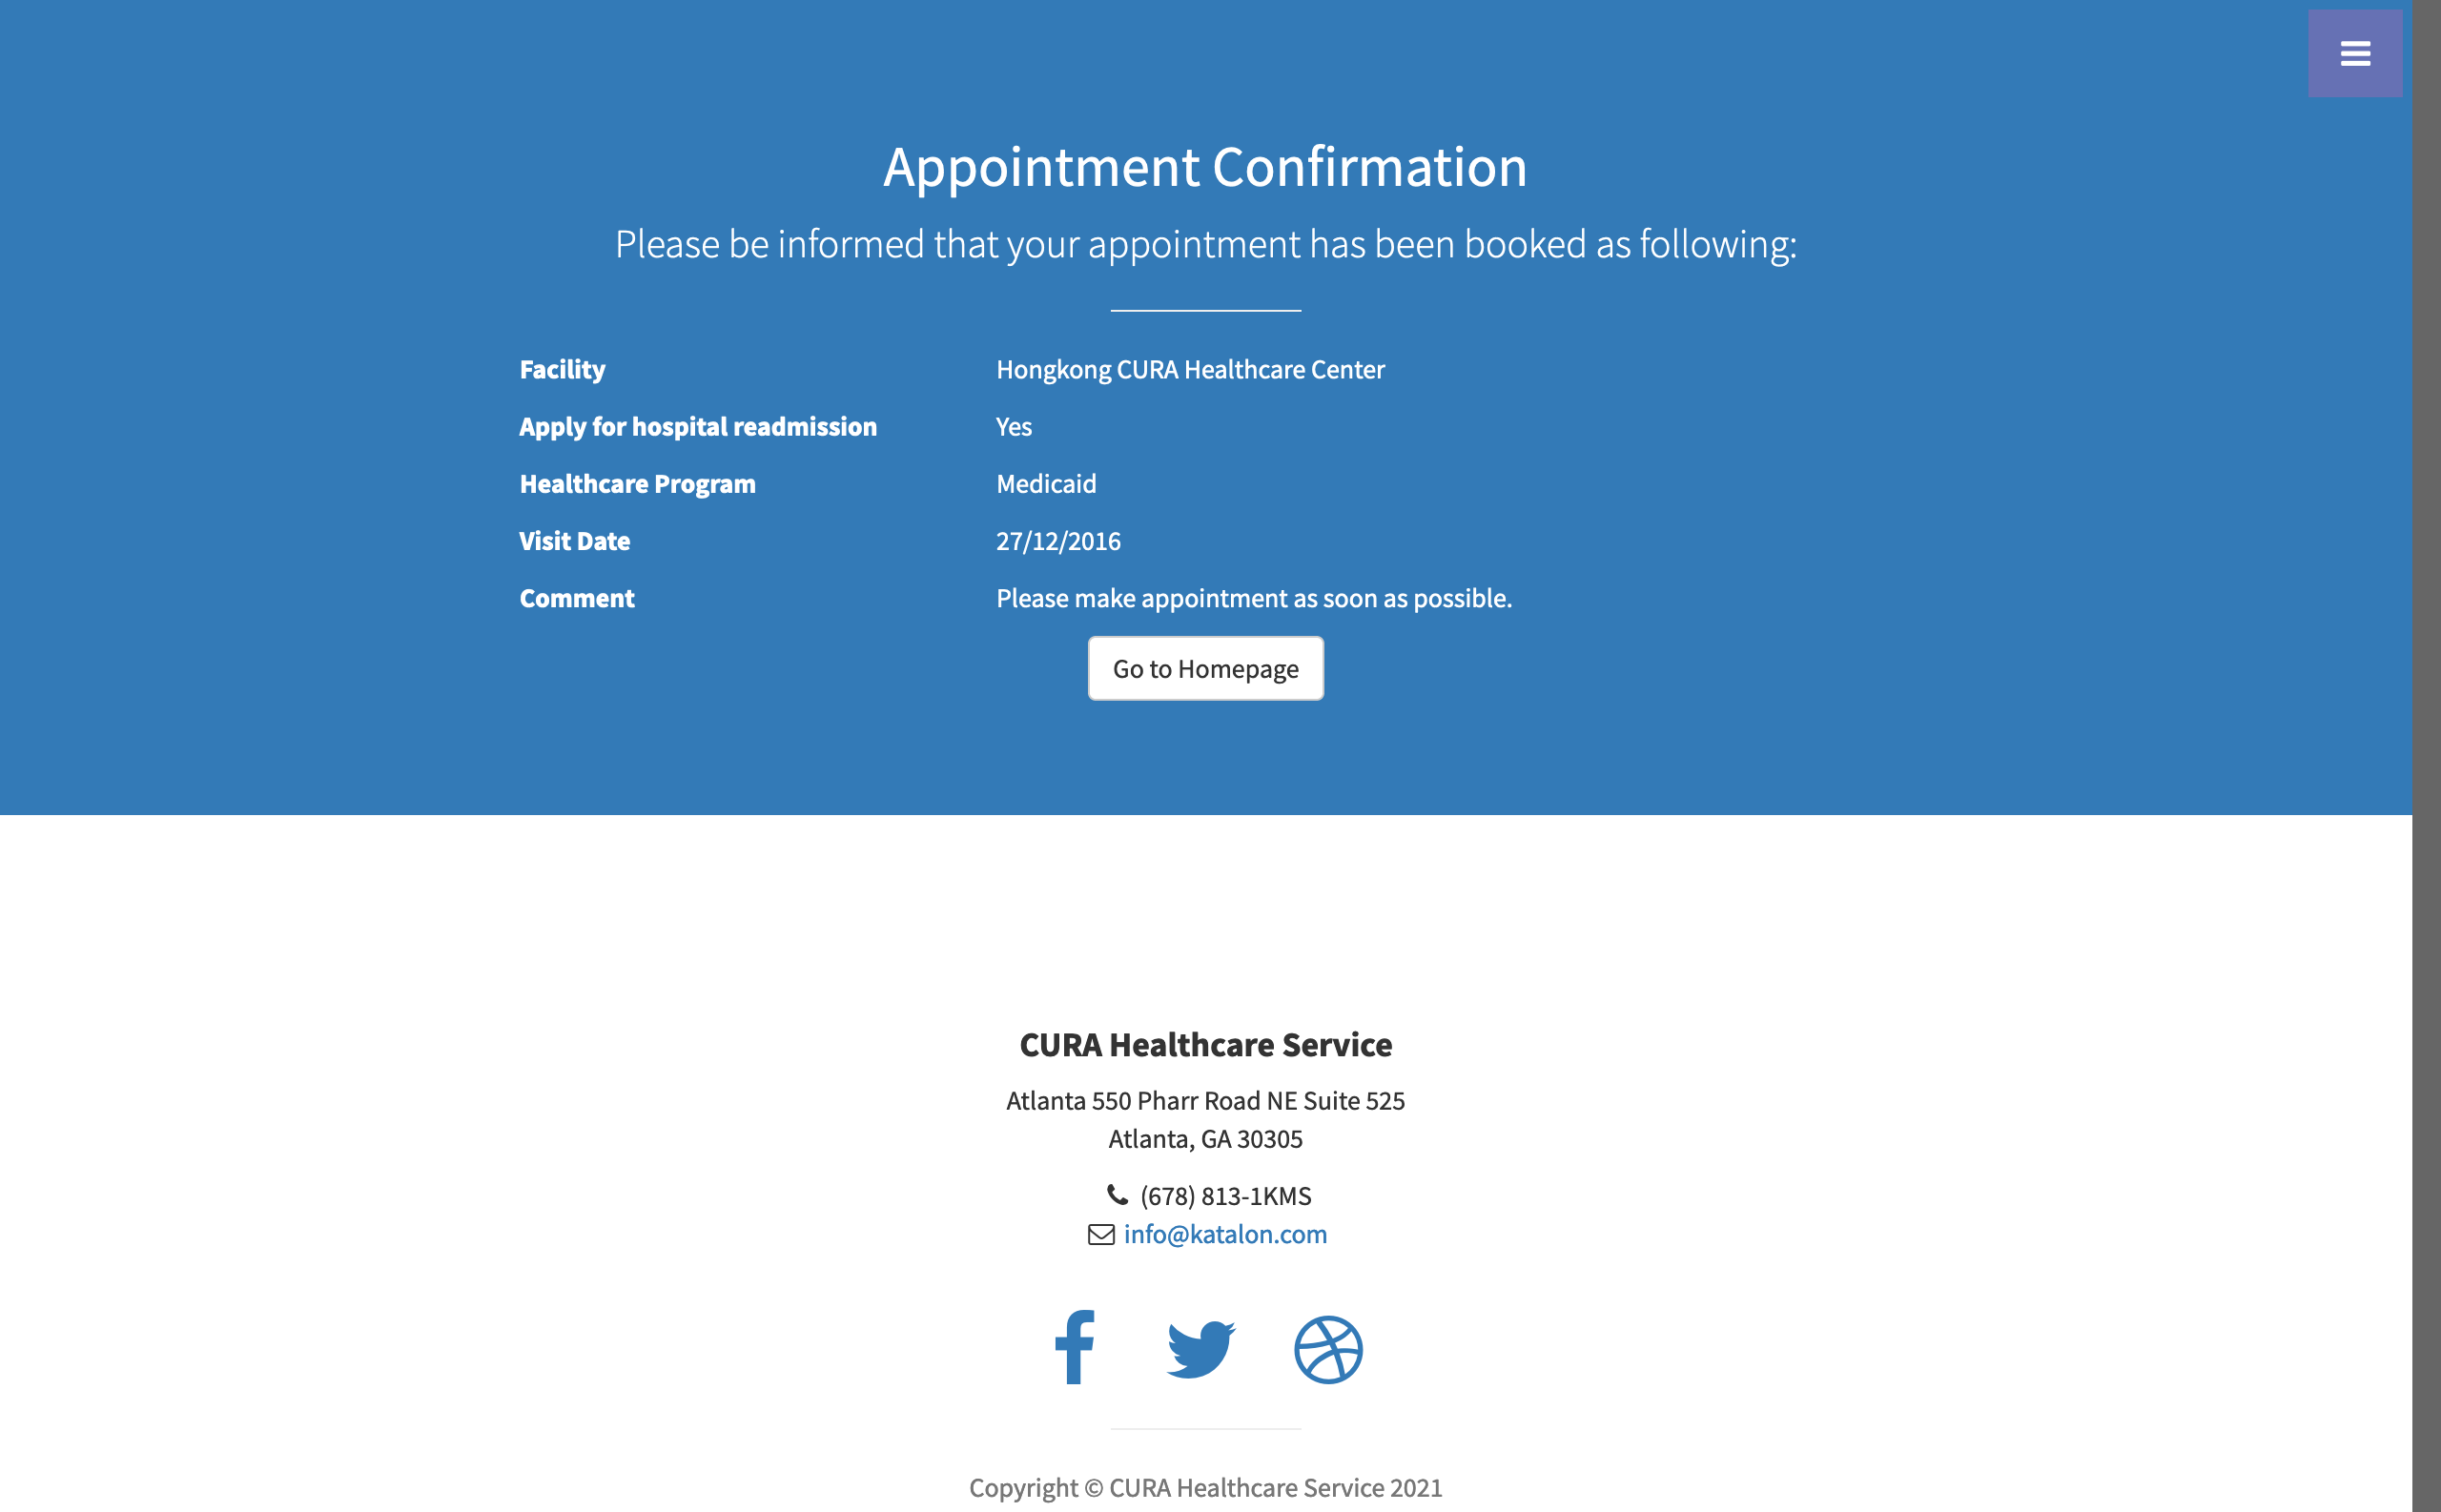 Appointment Confirmation
Please be informed that your appointment has been booked as following:
Facility Hongkong CURA Healthcare Center
Apply for hospital readmission Yes
Healthcare Program Medicaid
Visit Date 27/12/2016
Comment Please make appointment as soon as possible.
Go to Homepage
CURA Healthcare Service
Atlanta 550 Pharr Road NE Suite 525
Atlanta, GA 30305
(678) 813-1KMS
info@katalon.com
Copyright © CURA Healthcare Service 2021